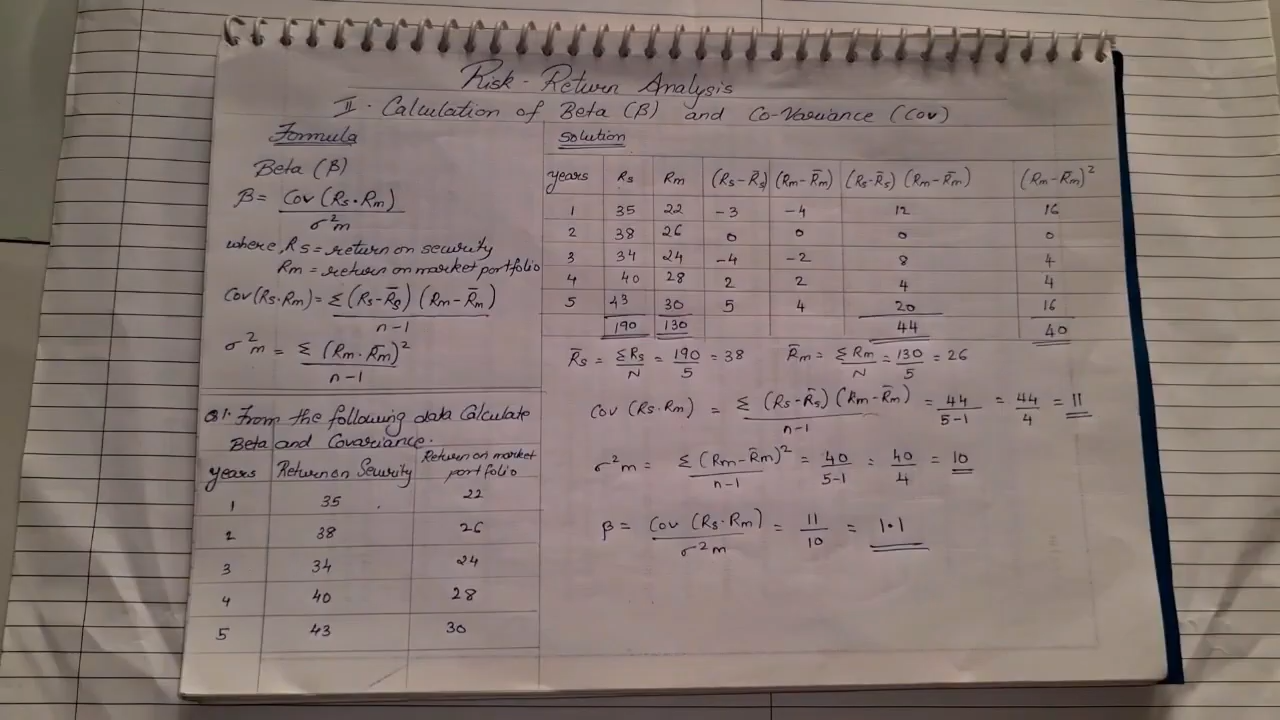 Risk - Return Analysis
II. Calculation of Beta (β) and Co-Variance (Cov)
Formula
Beta (β)
β = Cov (Rs·Rm)
σ²m
where, Rs = return on security
Rm = return on market portfolio
Cov (Rs·Rm) = Σ (Rs-R̄s) (Rm-R̄m)
n-1
σ²m = Σ (Rm·R̄m)²
n-1
Q1. From the following data Calculate
Beta and Covariance.
years Return on Security Return on market portfolio
1 35 22
2 38 26
3 34 24
4 40 28
5 43 30
Solution
years Rs Rm (Rs-R̄s) (Rm-R̄m) (Rs-R̄s) (Rm-R̄m) (Rm-R̄m)²
1 35 22 -3 -4 12 16
2 38 26 0 0 0 0
3 34 24 -4 -2 8 4
4 40 28 2 2 4 4
5 43 30 5 4 20 16
190 130 44 40
R̄s = ΣRs/N = 190/5 = 38 R̄m = ΣRm/N = 130/5 = 26
Cov (Rs·Rm) = Σ (Rs-R̄s) (Rm-R̄m)/n-1 = 44/5-1 = 44/4 = 11
σ²m = Σ (Rm-R̄m)²/n-1 = 40/5-1 = 40/4 = 10
β = Cov (Rs·Rm)/σ²m = 11/10 = 1.1